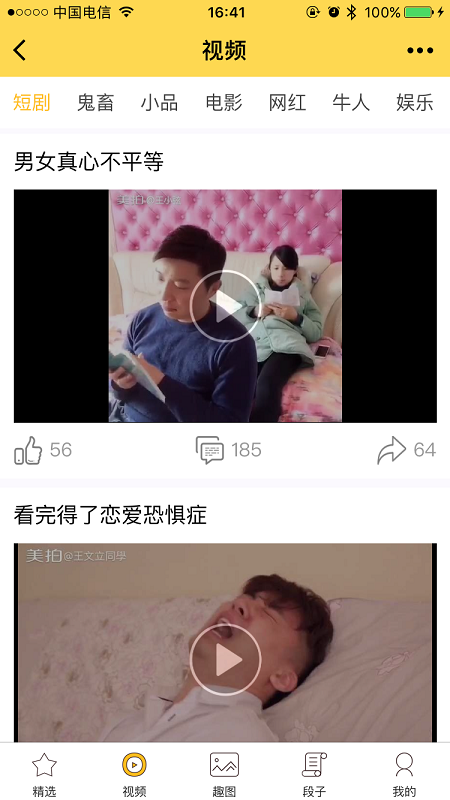 中国电信 16:41 100%
视频
短剧 鬼畜 小品 电影 网红 牛人 娱乐
男女真心不平等
美拍
56 185 64
看完得了恋爱恐惧症
美拍@王文立同學
精选 视频 趣图 段子 我的